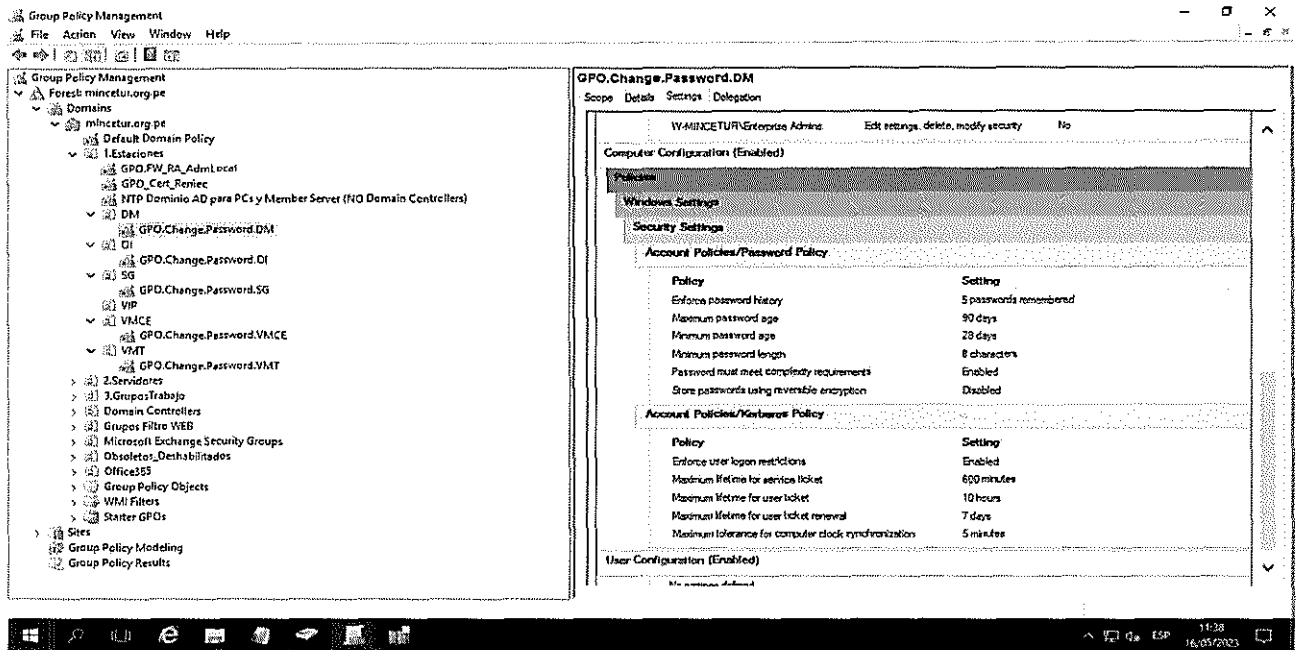 Group Policy Management
File Action View Window Help
Group Policy Management
Forest: mincetur.org.pe
Domains
mincetur.org.pe
Default Domain Policy
1.Estaciones
GPO.FW_RA_AdmLocal
GPO_Cert_Reniec
NTP Dominio AD para PCs y Member Server (NO Domain Controllers)
DM
GPO.Change.Password.DM
OI
GPO.Change.Password.OI
SG
GPO.Change.Password.SG
VIP
VMCE
GPO.Change.Password.VMCE
VMT
GPO.Change.Password.VMT
2.Servidores
3.GruposTrabajo
Domain Controllers
Grupos Filtro WEB
Microsoft Exchange Security Groups
Obsoletos_Deshabilitados
Office365
Group Policy Objects
WMI Filters
Starter GPOs
Sites
Group Policy Modeling
Group Policy Results
GPO.Change.Password.DM
Scope Details Settings Delegation
W-MINCETUR\Enterprise Admins Edit settings, delete, modify security No
Computer Configuration (Enabled)
Policies
Windows Settings
Security Settings
Account Policies/Password Policy
Policy Setting
Enforce password history 5 passwords remembered
Maximum password age 90 days
Minimum password age 28 days
Minimum password length 8 characters
Password must meet complexity requirements Enabled
Store passwords using reversible encryption Disabled
Account Policies/Kerberos Policy
Policy Setting
Enforce user logon restrictions Enabled
Maximum lifetime for service ticket 600 minutes
Maximum lifetime for user ticket 10 hours
Maximum lifetime for user ticket renewal 7 days
Maximum tolerance for computer clock synchronization 5 minutes
User Configuration (Enabled)
No settings defined
ESP
11:38
16/05/2023